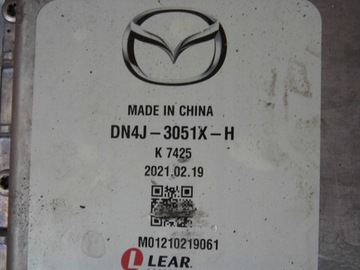 MADE IN CHINA
DN4J-3051X-H
K 7425
2021.02.19
M01210219061
LEAR